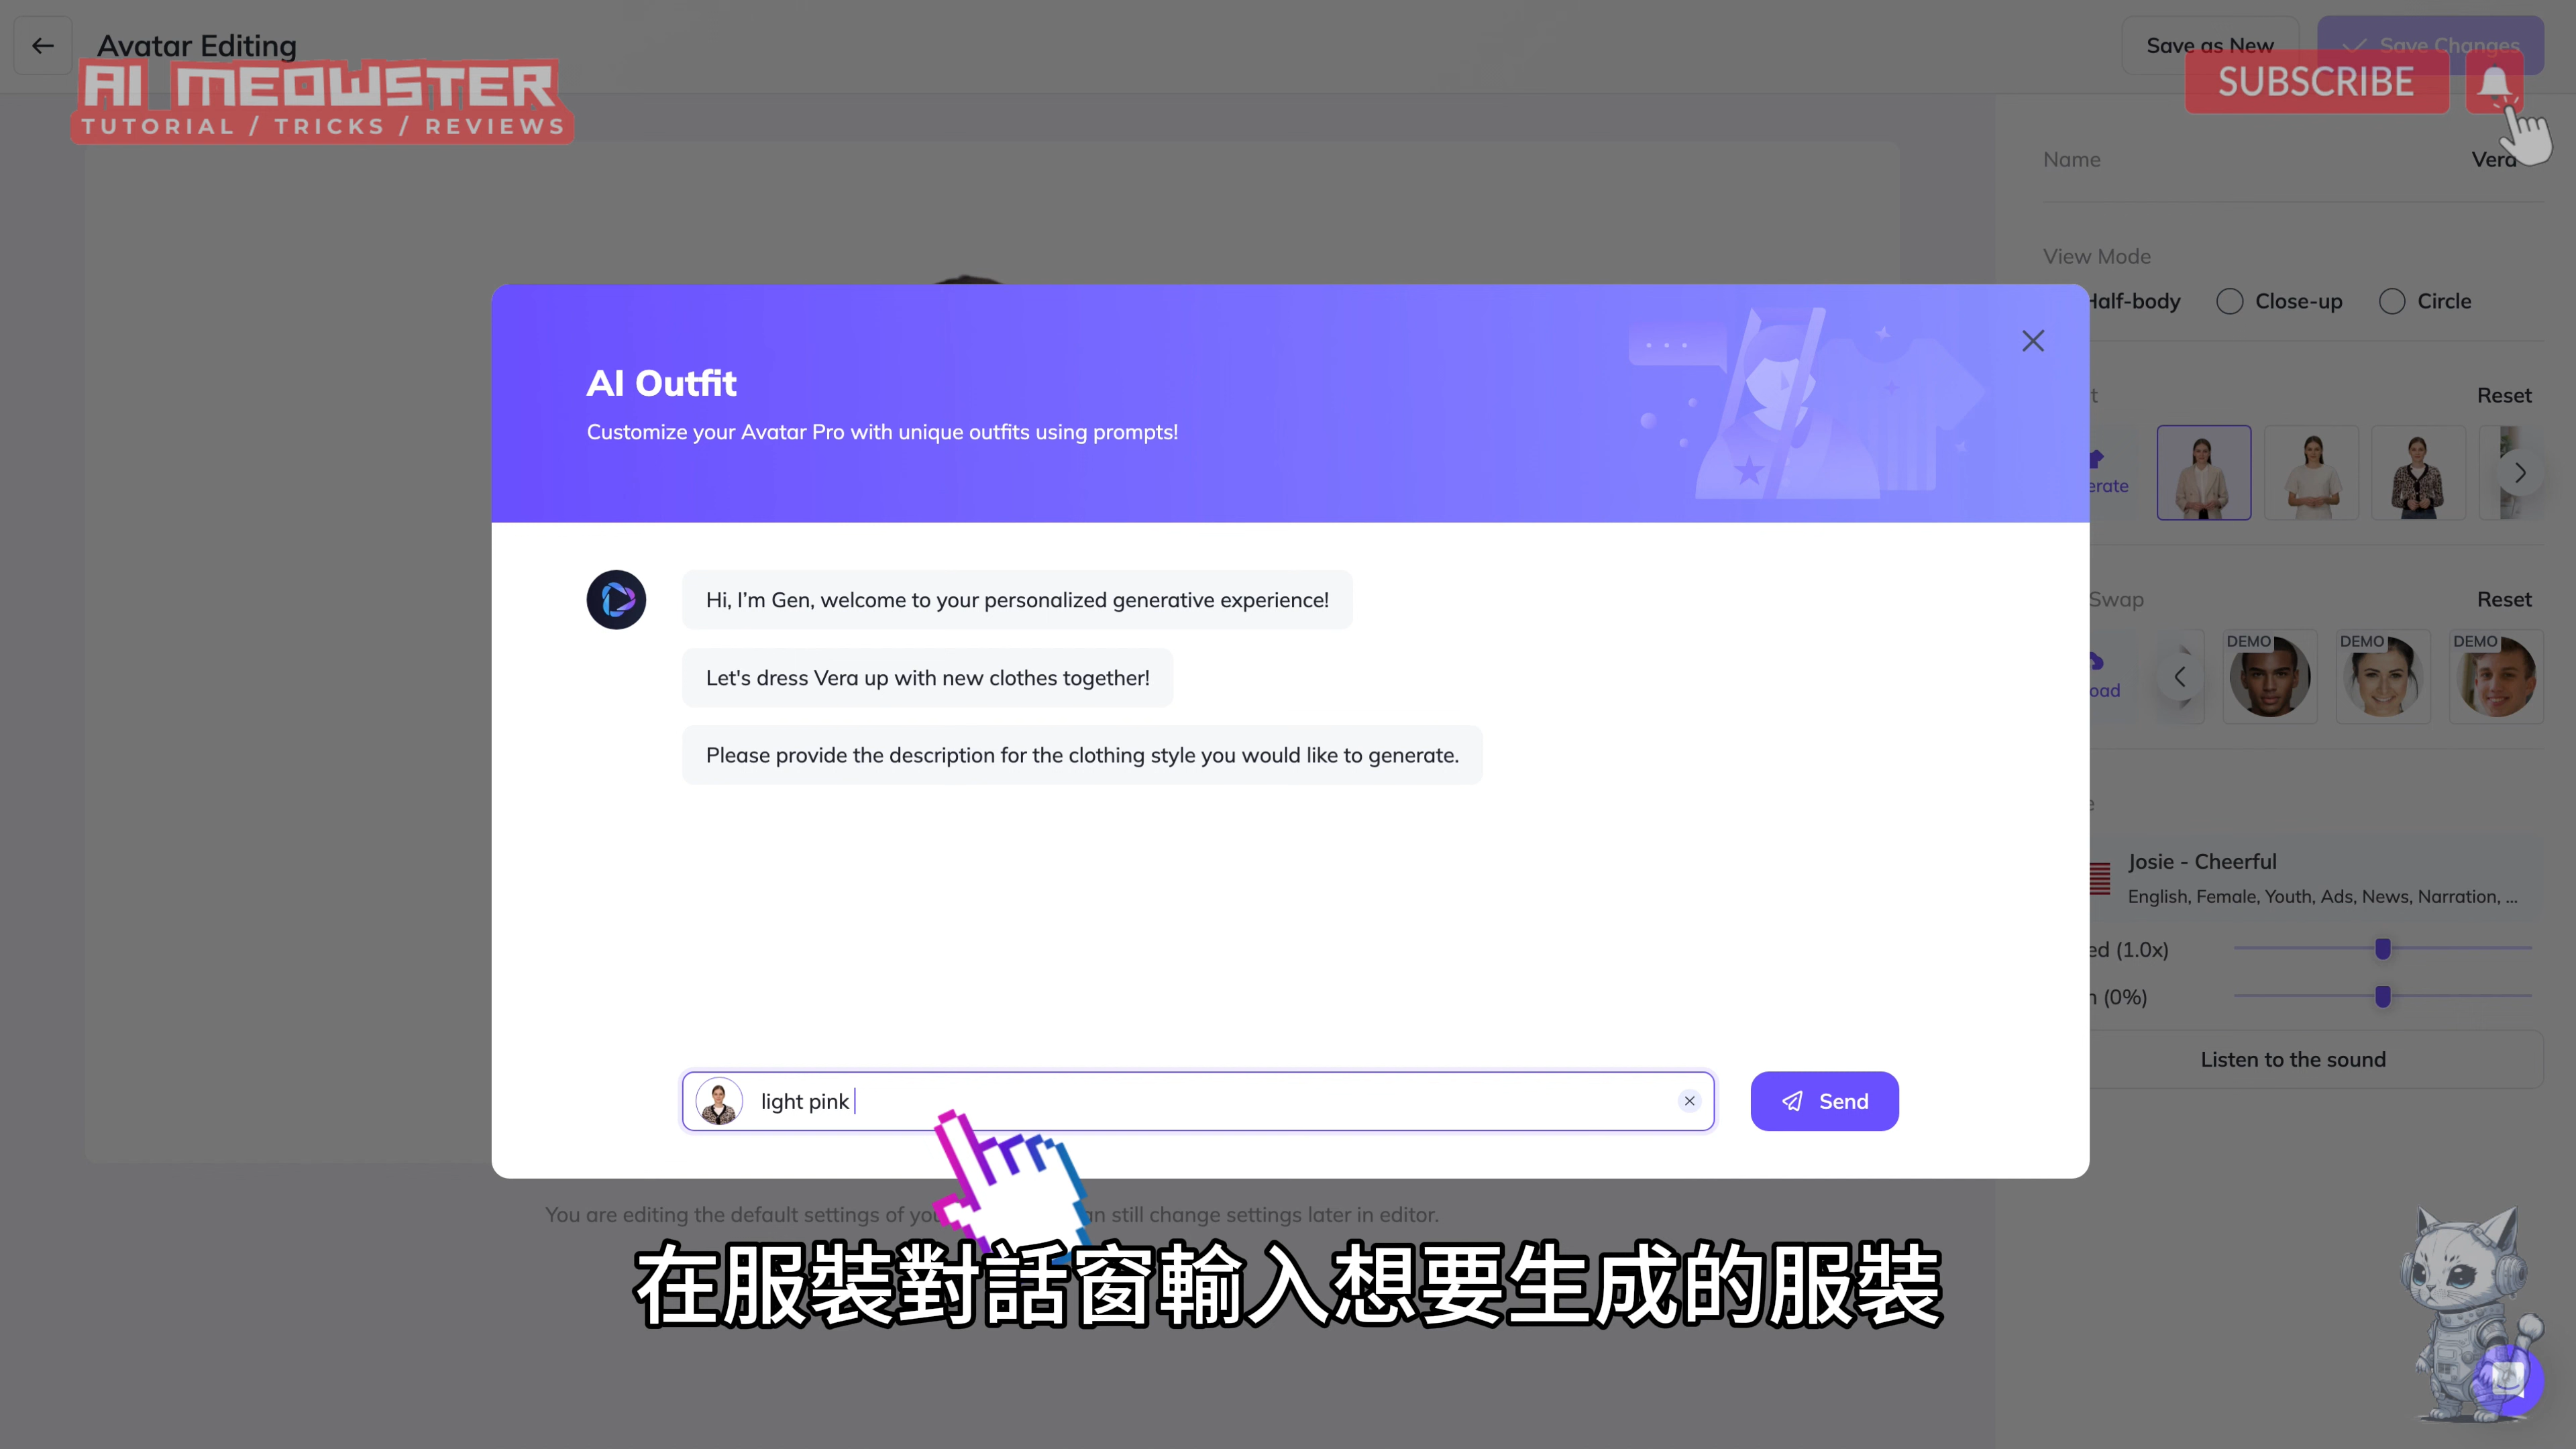 Avatar Editing
Save as New
Save Changes
AI MEOWSTER
TUTORIAL / TRICKS / REVIEWS
SUBSCRIBE
Name
Vera
View Mode
Half-body
Close-up
Circle
AI Outfit
Customize your Avatar Pro with unique outfits using prompts!
Reset
Hi, I'm Gen, welcome to your personalized generative experience!
Let's dress Vera up with new clothes together!
Please provide the description for the clothing style you would like to generate.
Swap
Reset
DEMO
DEMO
DEMO
Josie - Cheerful
English, Female, Youth, Ads, News, Narration, ...
(1.0x)
(0%)
Listen to the sound
light pink
Send
You are editing the default settings of
still change settings later in editor.
在服裝對話窗輸入想要生成的服裝